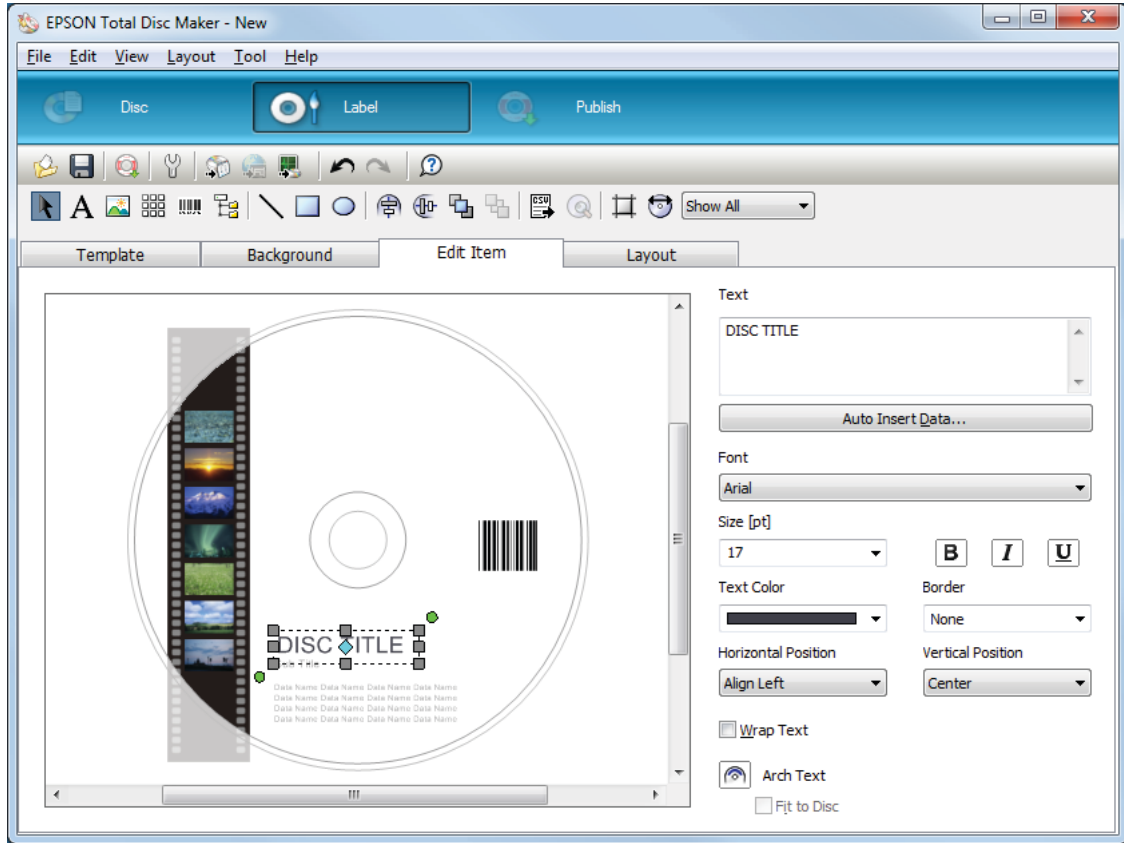 EPSON Total Disc Maker - New
File Edit View Layout Tool Help
Disc Label Publish
CSV Show All
Template Background Edit Item Layout
Text
DISC TITLE
Auto Insert Data...
Font
Arial
Size [pt]
17 B I U
Text Color Border
None
Horizontal Position Vertical Position
Align Left Center
Wrap Text
Arch Text
Fit to Disc
DISC TITLE
Sub Title
Data Name Data Name Data Name Data Name
Data Name Data Name Data Name Data Name
Data Name Data Name Data Name Data Name
Data Name Data Name Data Name Data Name